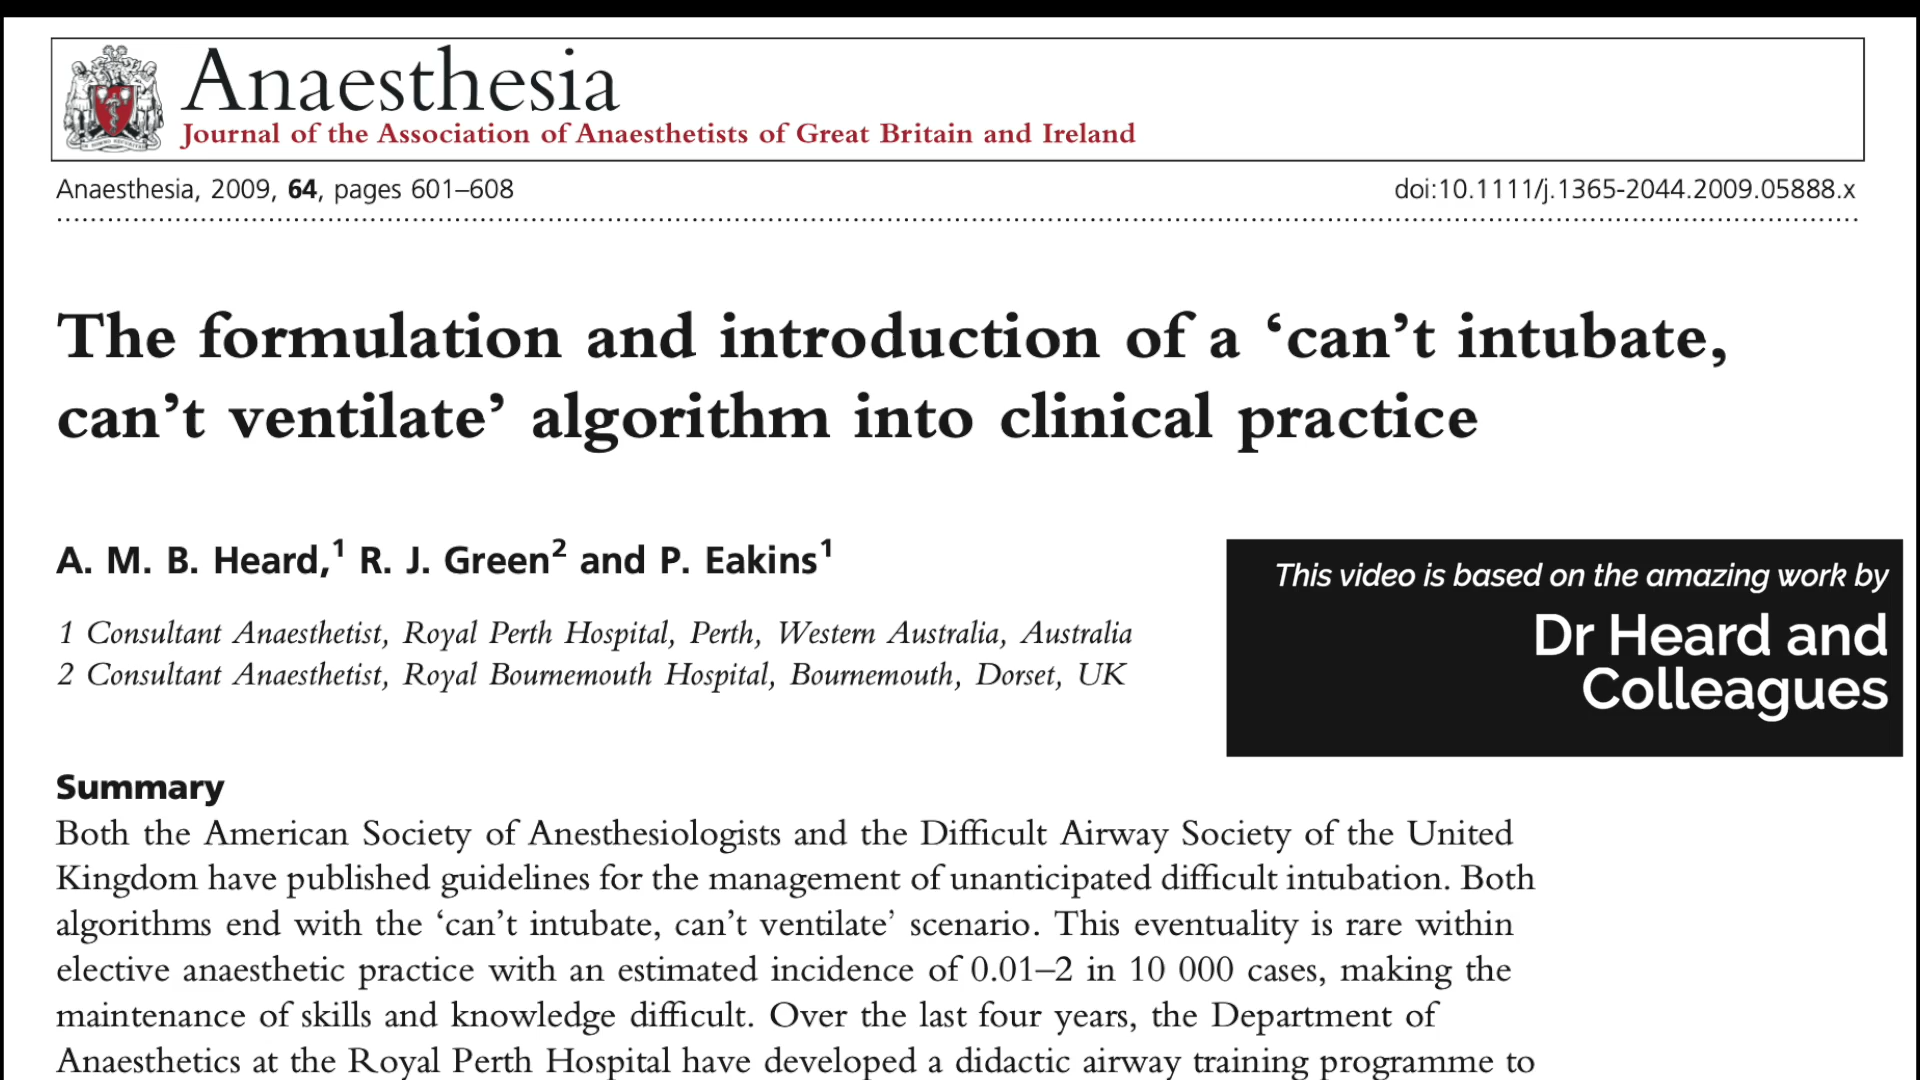 Anaesthesia
Journal of the Association of Anaesthetists of Great Britain and Ireland
Anaesthesia, 2009, 64, pages 601–608
doi:10.1111/j.1365-2044.2009.05888.x
The formulation and introduction of a ‘can’t intubate,
can’t ventilate’ algorithm into clinical practice
A. M. B. Heard,1 R. J. Green2 and P. Eakins1
1 Consultant Anaesthetist, Royal Perth Hospital, Perth, Western Australia, Australia
2 Consultant Anaesthetist, Royal Bournemouth Hospital, Bournemouth, Dorset, UK
This video is based on the amazing work by
Dr Heard and
Colleagues
Summary
Both the American Society of Anesthesiologists and the Difficult Airway Society of the United
Kingdom have published guidelines for the management of unanticipated difficult intubation. Both
algorithms end with the ‘can’t intubate, can’t ventilate’ scenario. This eventuality is rare within
elective anaesthetic practice with an estimated incidence of 0.01–2 in 10 000 cases, making the
maintenance of skills and knowledge difficult. Over the last four years, the Department of
Anaesthetics at the Royal Perth Hospital have developed a didactic airway training programme to